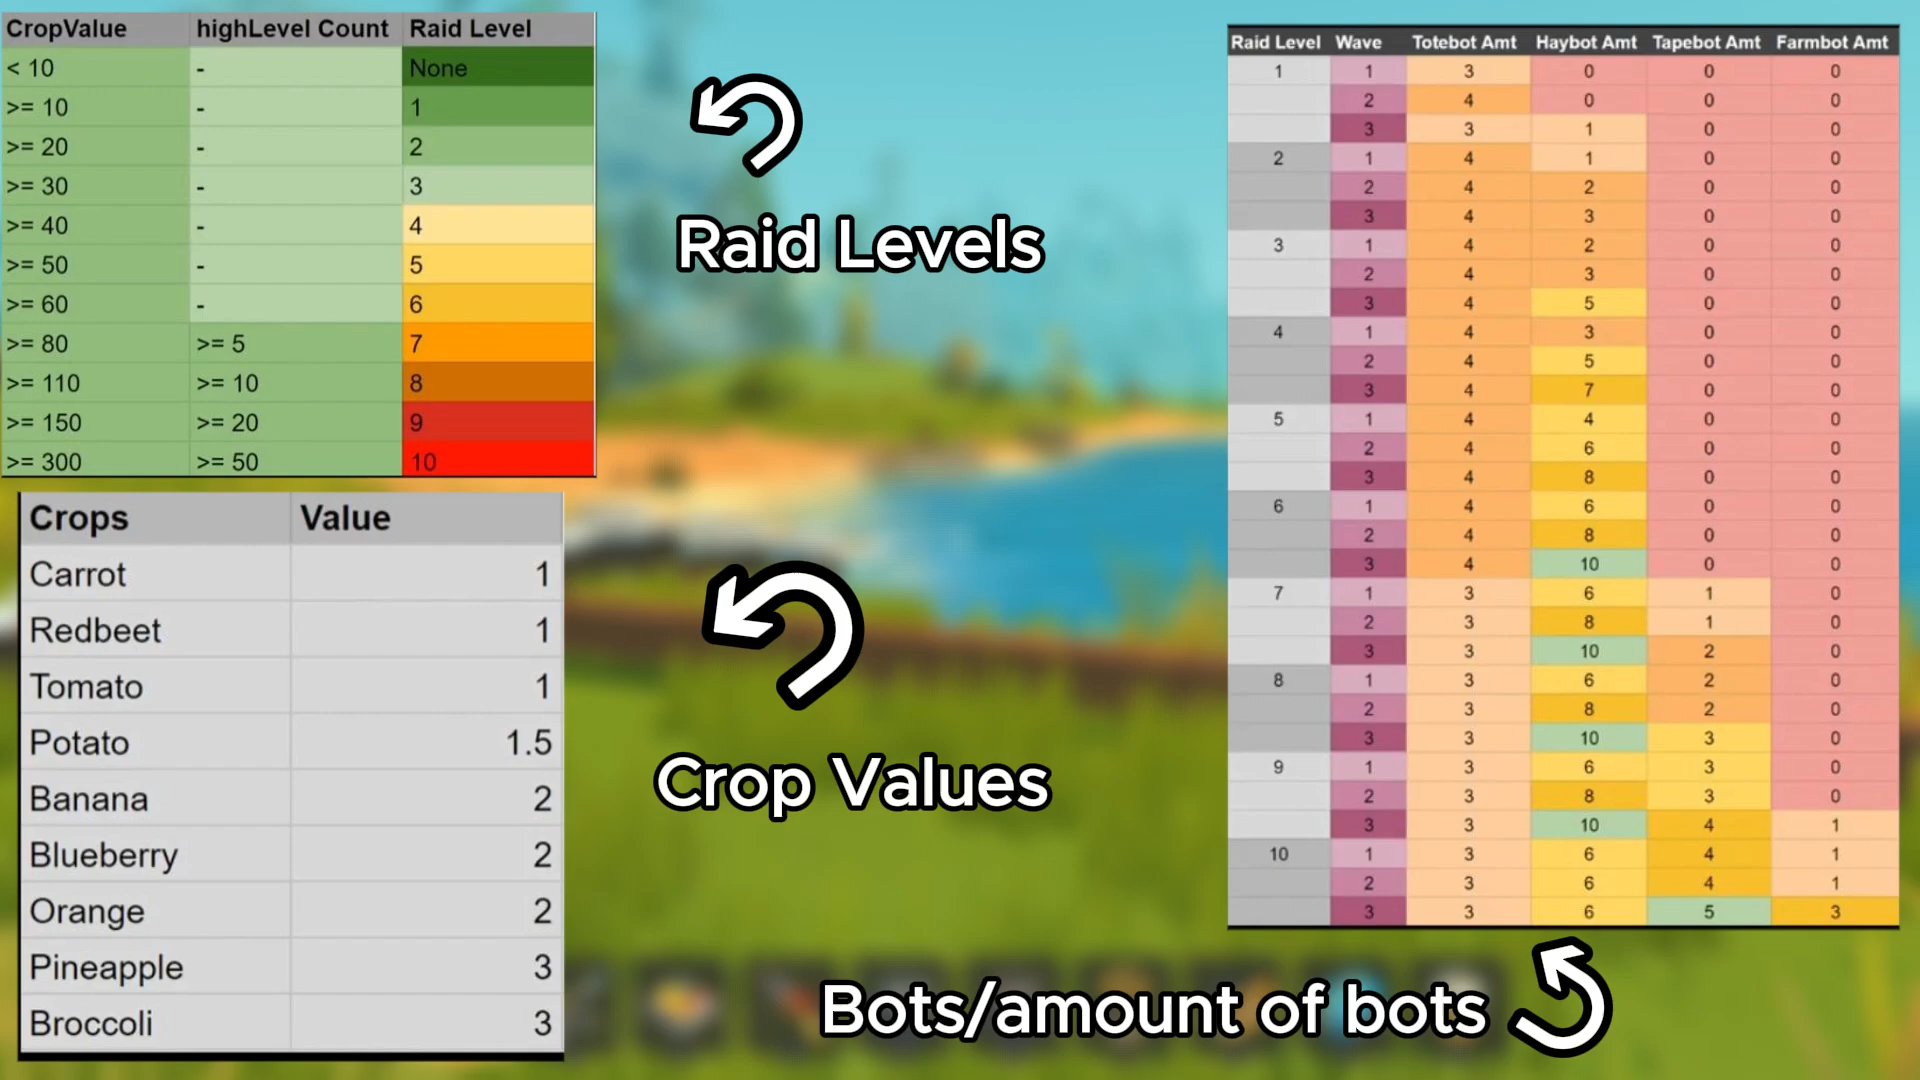 CropValue highLevel Count Raid Level
< 10 - None
>= 10 - 1
>= 20 - 2
>= 30 - 3
>= 40 - 4
>= 50 - 5
>= 60 - 6
>= 80 >= 5 7
>= 110 >= 10 8
>= 150 >= 20 9
>= 300 >= 50 10
Raid Levels
Crops Value
Carrot 1
Redbeet 1
Tomato 1
Potato 1.5
Banana 2
Blueberry 2
Orange 2
Pineapple 3
Broccoli 3
Crop Values
Raid Level Wave Totebot Amt Haybot Amt Tapebot Amt Farmbot Amt
1 1 3 0 0 0
2 4 0 0 0
3 3 1 0 0
2 1 4 1 0 0
2 4 2 0 0
3 4 3 0 0
3 1 4 2 0 0
2 4 3 0 0
3 4 5 0 0
4 1 4 3 0 0
2 4 5 0 0
3 4 7 0 0
5 1 4 4 0 0
2 4 6 0 0
3 4 8 0 0
6 1 4 6 0 0
2 4 8 0 0
3 4 10 0 0
7 1 3 6 1 0
2 3 8 1 0
3 3 10 2 0
8 1 3 6 2 0
2 3 8 2 0
3 3 10 3 0
9 1 3 6 3 0
2 3 8 3 0
3 3 10 4 1
10 1 3 6 4 1
2 3 6 4 1
3 3 6 5 3
Bots/amount of bots